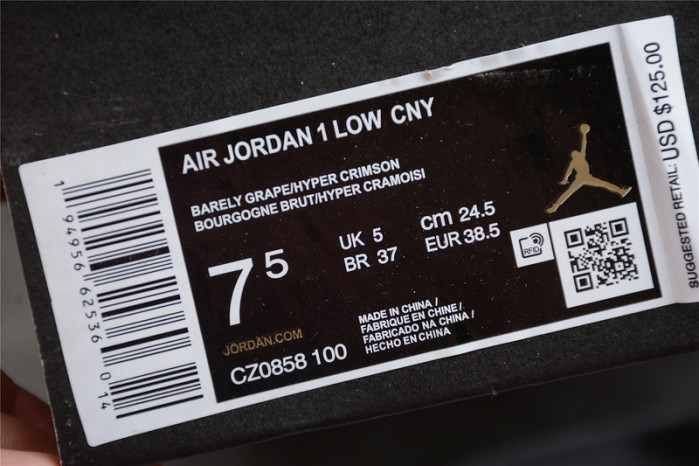 AIR JORDAN 1 LOW CNY
BARELY GRAPE/HYPER CRIMSON
BOURGOGNE BRUT/HYPER CRAMOISI
7 5
UK 5
BR 37
cm 24.5
EUR 38.5
RFID
JORDAN.COM
CZ0858 100
MADE IN CHINA /
FABRIQUE EN CHINE /
FABRICADO NA CHINA /
HECHO EN CHINA
1 94956 62536 014
SUGGESTED RETAIL: USD $125.00